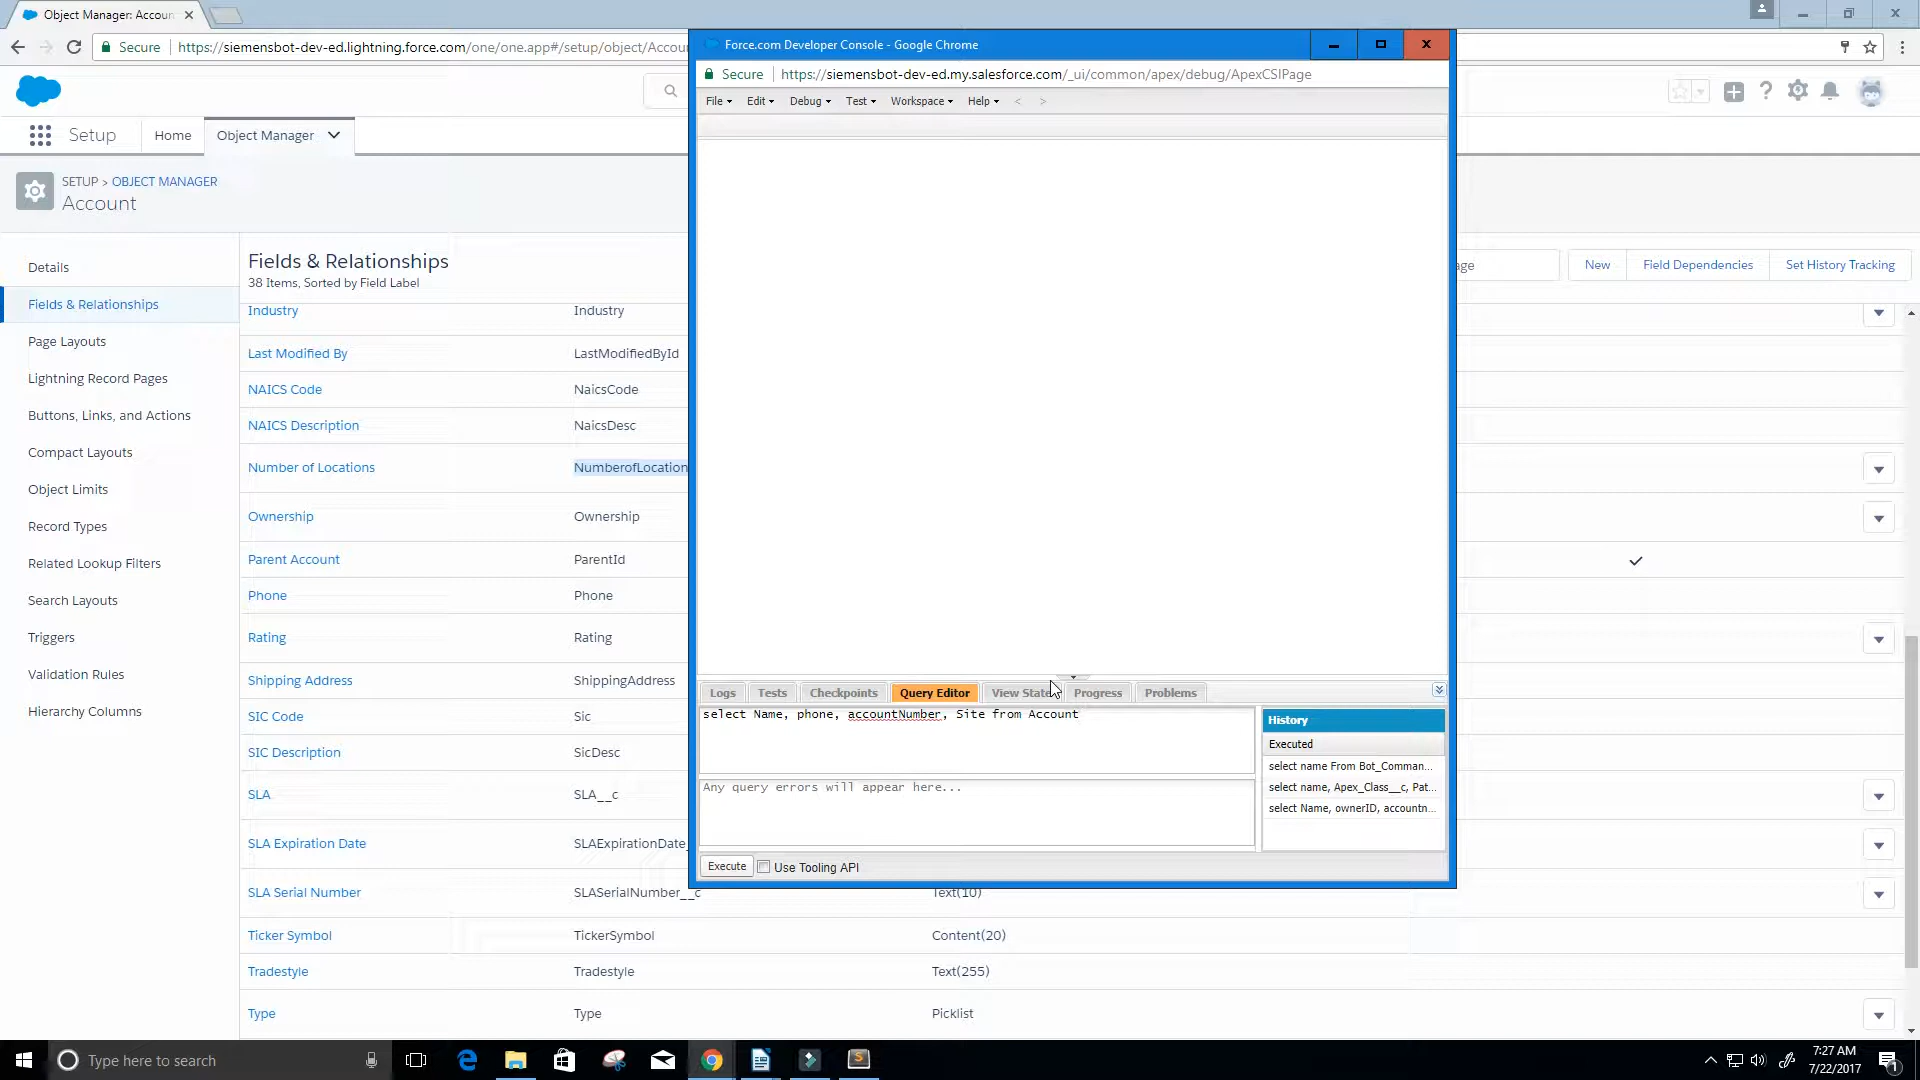 Object Manager: Accoun
Force.com Developer Console - Google Chrome
Secure https://siemensbot-dev-ed.lightning.force.com/one/one.app#/setup/object/Accou
Secure https://siemensbot-dev-ed.my.salesforce.com/_ui/common/apex/debug/ApexCSIPage
File Edit Debug Test Workspace Help < >
Setup Home Object Manager
SETUP > OBJECT MANAGER
Account
Details
Fields & Relationships
Page Layouts
Lightning Record Pages
Buttons, Links, and Actions
Compact Layouts
Object Limits
Record Types
Related Lookup Filters
Search Layouts
Triggers
Validation Rules
Hierarchy Columns
Fields & Relationships
38 Items, Sorted by Field Label
age New Field Dependencies Set History Tracking
Industry Industry
Last Modified By LastModifiedById
NAICS Code NaicsCode
NAICS Description NaicsDesc
Number of Locations NumberofLocation
Ownership Ownership
Parent Account ParentId
Phone Phone
Rating Rating
Shipping Address ShippingAddress
SIC Code Sic
SIC Description SicDesc
SLA SLA__c
SLA Expiration Date SLAExpirationDate_
SLA Serial Number SLASerialNumber__c Text(10)
Ticker Symbol TickerSymbol Content(20)
Tradestyle Tradestyle Text(255)
Type Type Picklist
Logs Tests Checkpoints Query Editor View State Progress Problems
select Name, phone, accountNumber, Site from Account
Any query errors will appear here...
Execute Use Tooling API
History
Executed
select name From Bot_Comman...
select name, Apex_Class__c, Pat...
select Name, ownerID, accountn...
Type here to search
7:27 AM
7/22/2017
1